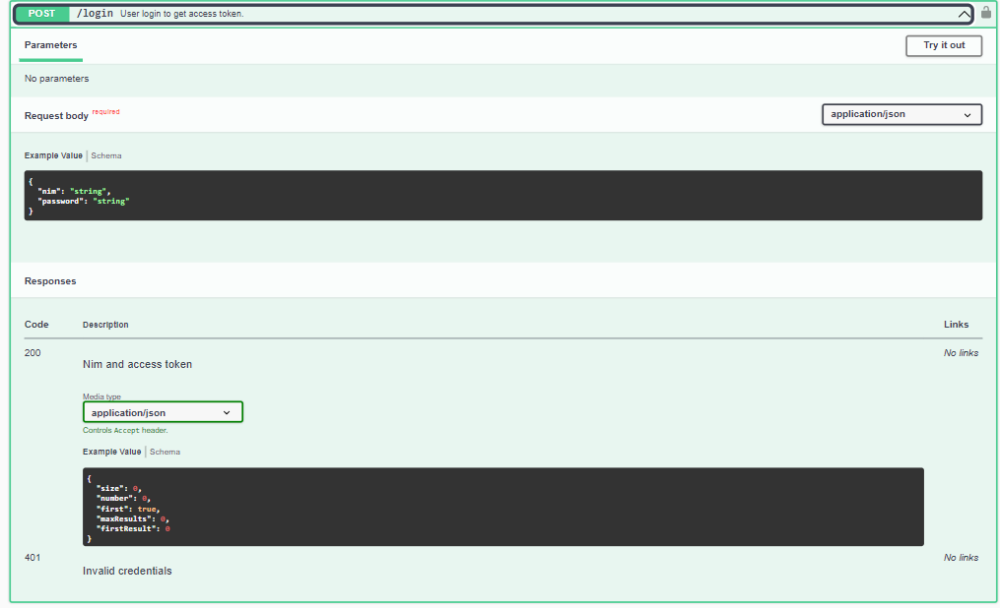 POST /login User login to get access token.
Parameters
Try it out
No parameters
Request body required
application/json
Example Value | Schema
{
"nim": "string",
"password": "string"
}
Responses
Code Description Links
200 No links
Nim and access token
Media type
application/json
Controls Accept header.
Example Value | Schema
{
"size": 0,
"number": 0,
"first": true,
"maxResults": 0,
"firstResult": 0
}
401 No links
Invalid credentials